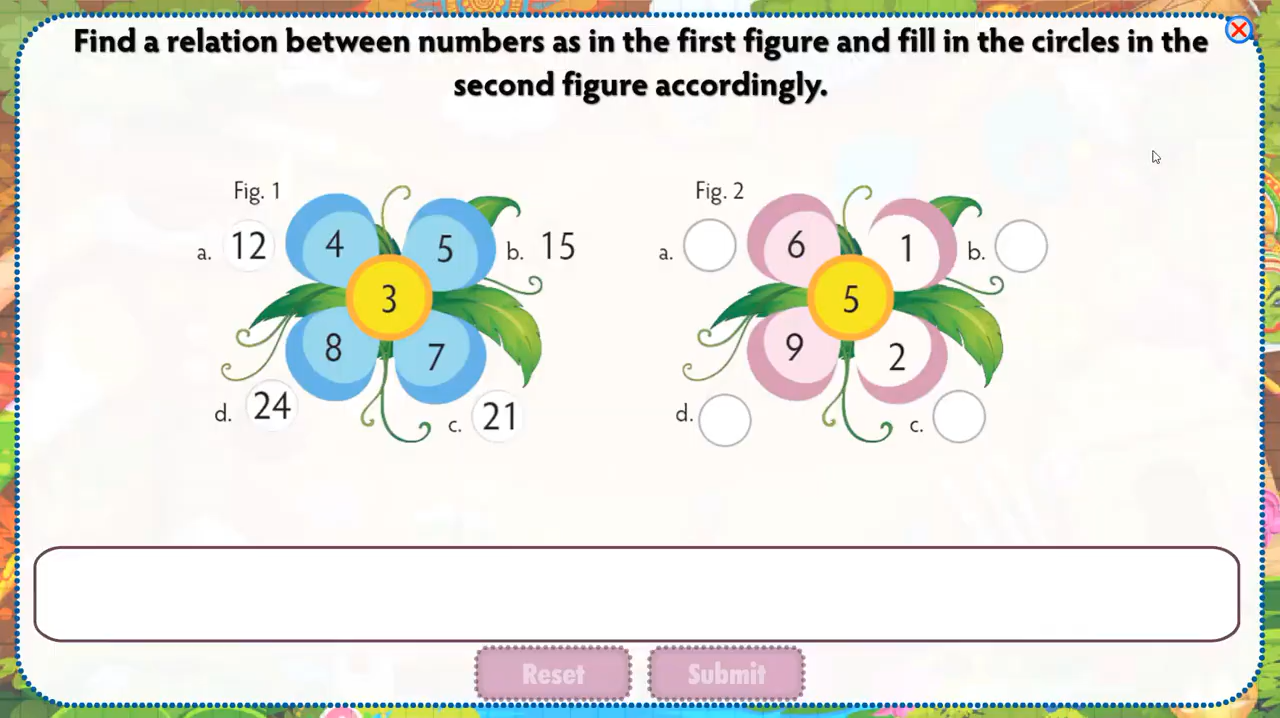 Find a relation between numbers as in the first figure and fill in the circles in the
second figure accordingly.
Fig. 1
a. 12 4 5 b. 15
3
8 7
d. 24 c. 21
Fig. 2
a. 6 1 b.
5
9 2
d. c.
Reset Submit